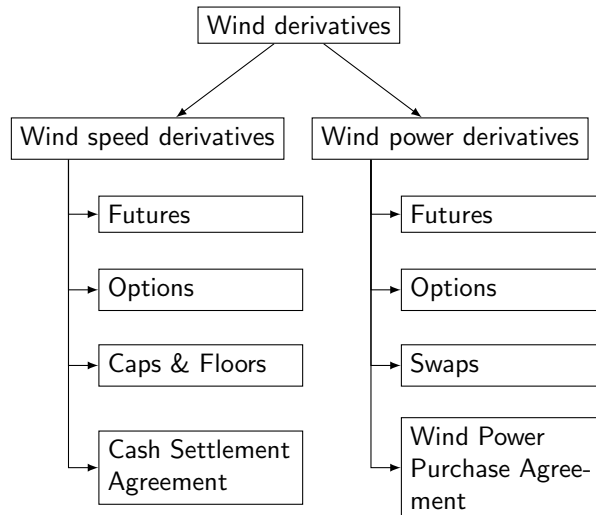 Wind derivatives
Wind speed derivatives
Wind power derivatives
Futures
Futures
Options
Options
Caps & Floors
Swaps
Cash Settlement
Agreement
Wind Power
Purchase Agree-
ment